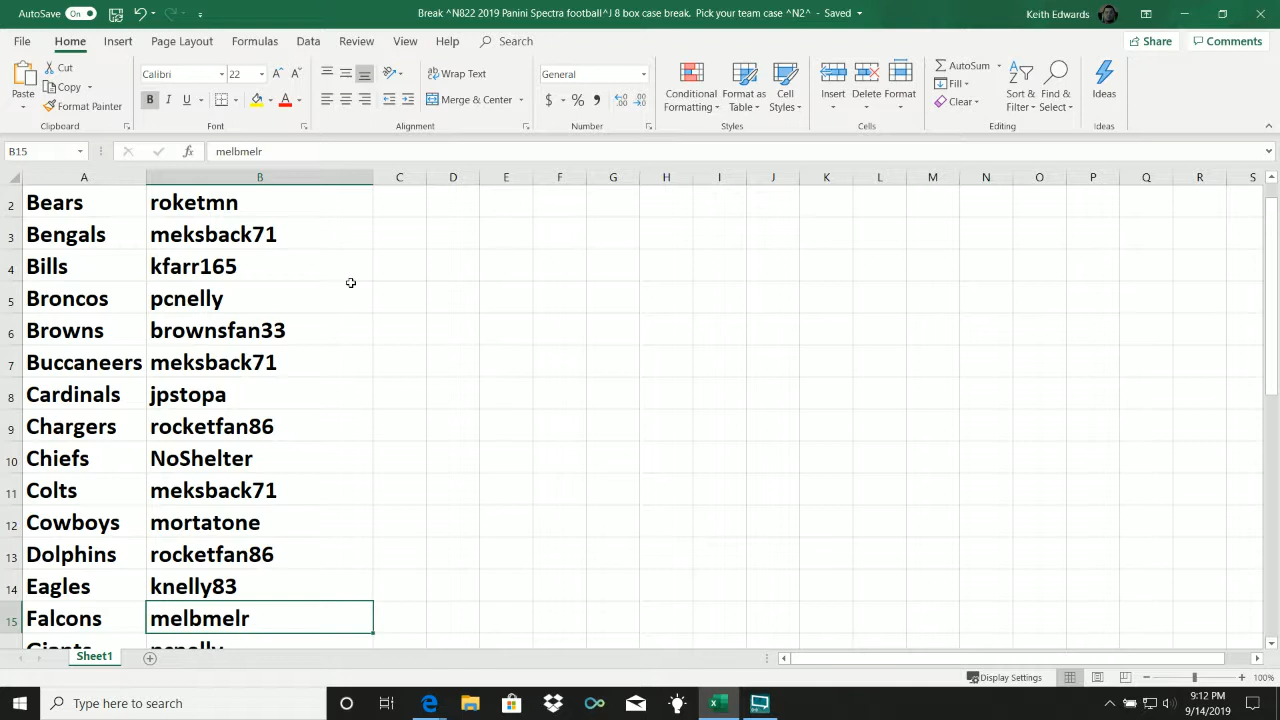 AutoSave On Break ^N822 2019 Panini Spectra football^J 8 box case break. Pick your team case ^N2^ - Saved Keith Edwards
File Home Insert Page Layout Formulas Data Review View Help Search Share Comments
Paste Cut Copy Format Painter
Calibri 22 A A
B I U A
Wrap Text
Merge & Center
General
$ % 9
Conditional Formatting Format as Table Cell Styles
Insert Delete Format
AutoSum Fill Clear
Sort & Filter Find & Select
Ideas
Clipboard Font Alignment Number Styles Cells Editing Ideas
B15 fx melbmelr
A B C D E F G H I J K L M N O P Q R S
2 Bears roketmn
3 Bengals meksback71
4 Bills kfarr165
5 Broncos pcnelly
6 Browns brownsfan33
7 Buccaneers meksback71
8 Cardinals jpstopa
9 Chargers rocketfan86
10 Chiefs NoShelter
11 Colts meksback71
12 Cowboys mortatone
13 Dolphins rocketfan86
14 Eagles knelly83
15 Falcons melbmelr
Giants pcnelly
Sheet1
Display Settings 100%
Type here to search
9:12 PM
9/14/2019